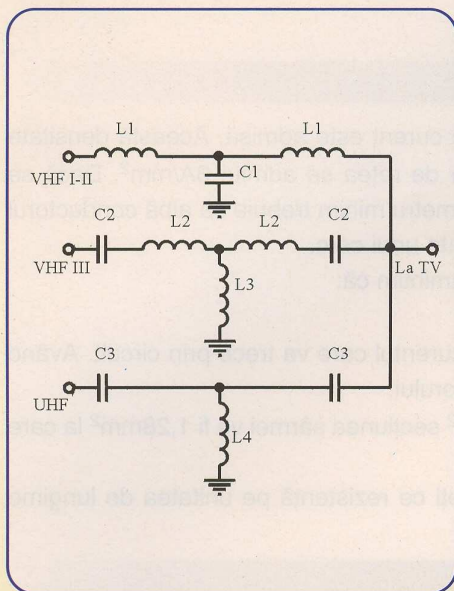 L1 L1
C1
VHF I-II
C2 L2 L2 C2
VHF III La TV
L3
C3 C3
UHF
L4